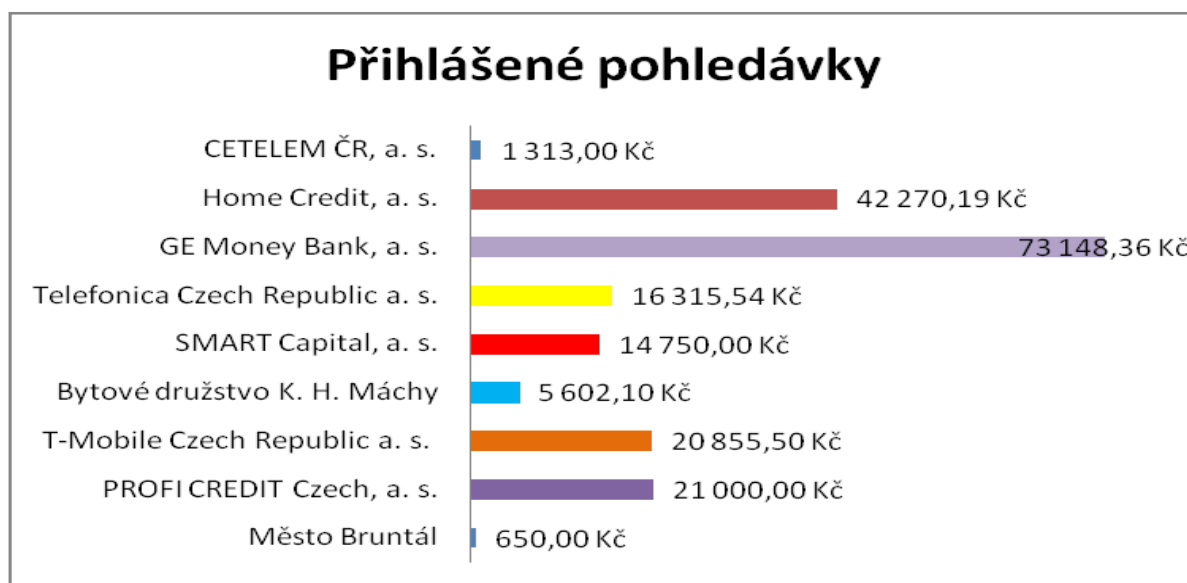 Přihlášené pohledávky
CETELEM ČR, a. s. 1 313,00 Kč
Home Credit, a. s. 42 270,19 Kč
GE Money Bank, a. s. 73 148,36 Kč
Telefonica Czech Republic a. s. 16 315,54 Kč
SMART Capital, a. s. 14 750,00 Kč
Bytové družstvo K. H. Máchy 5 602,10 Kč
T-Mobile Czech Republic a. s. 20 855,50 Kč
PROFI CREDIT Czech, a. s. 21 000,00 Kč
Město Bruntál 650,00 Kč